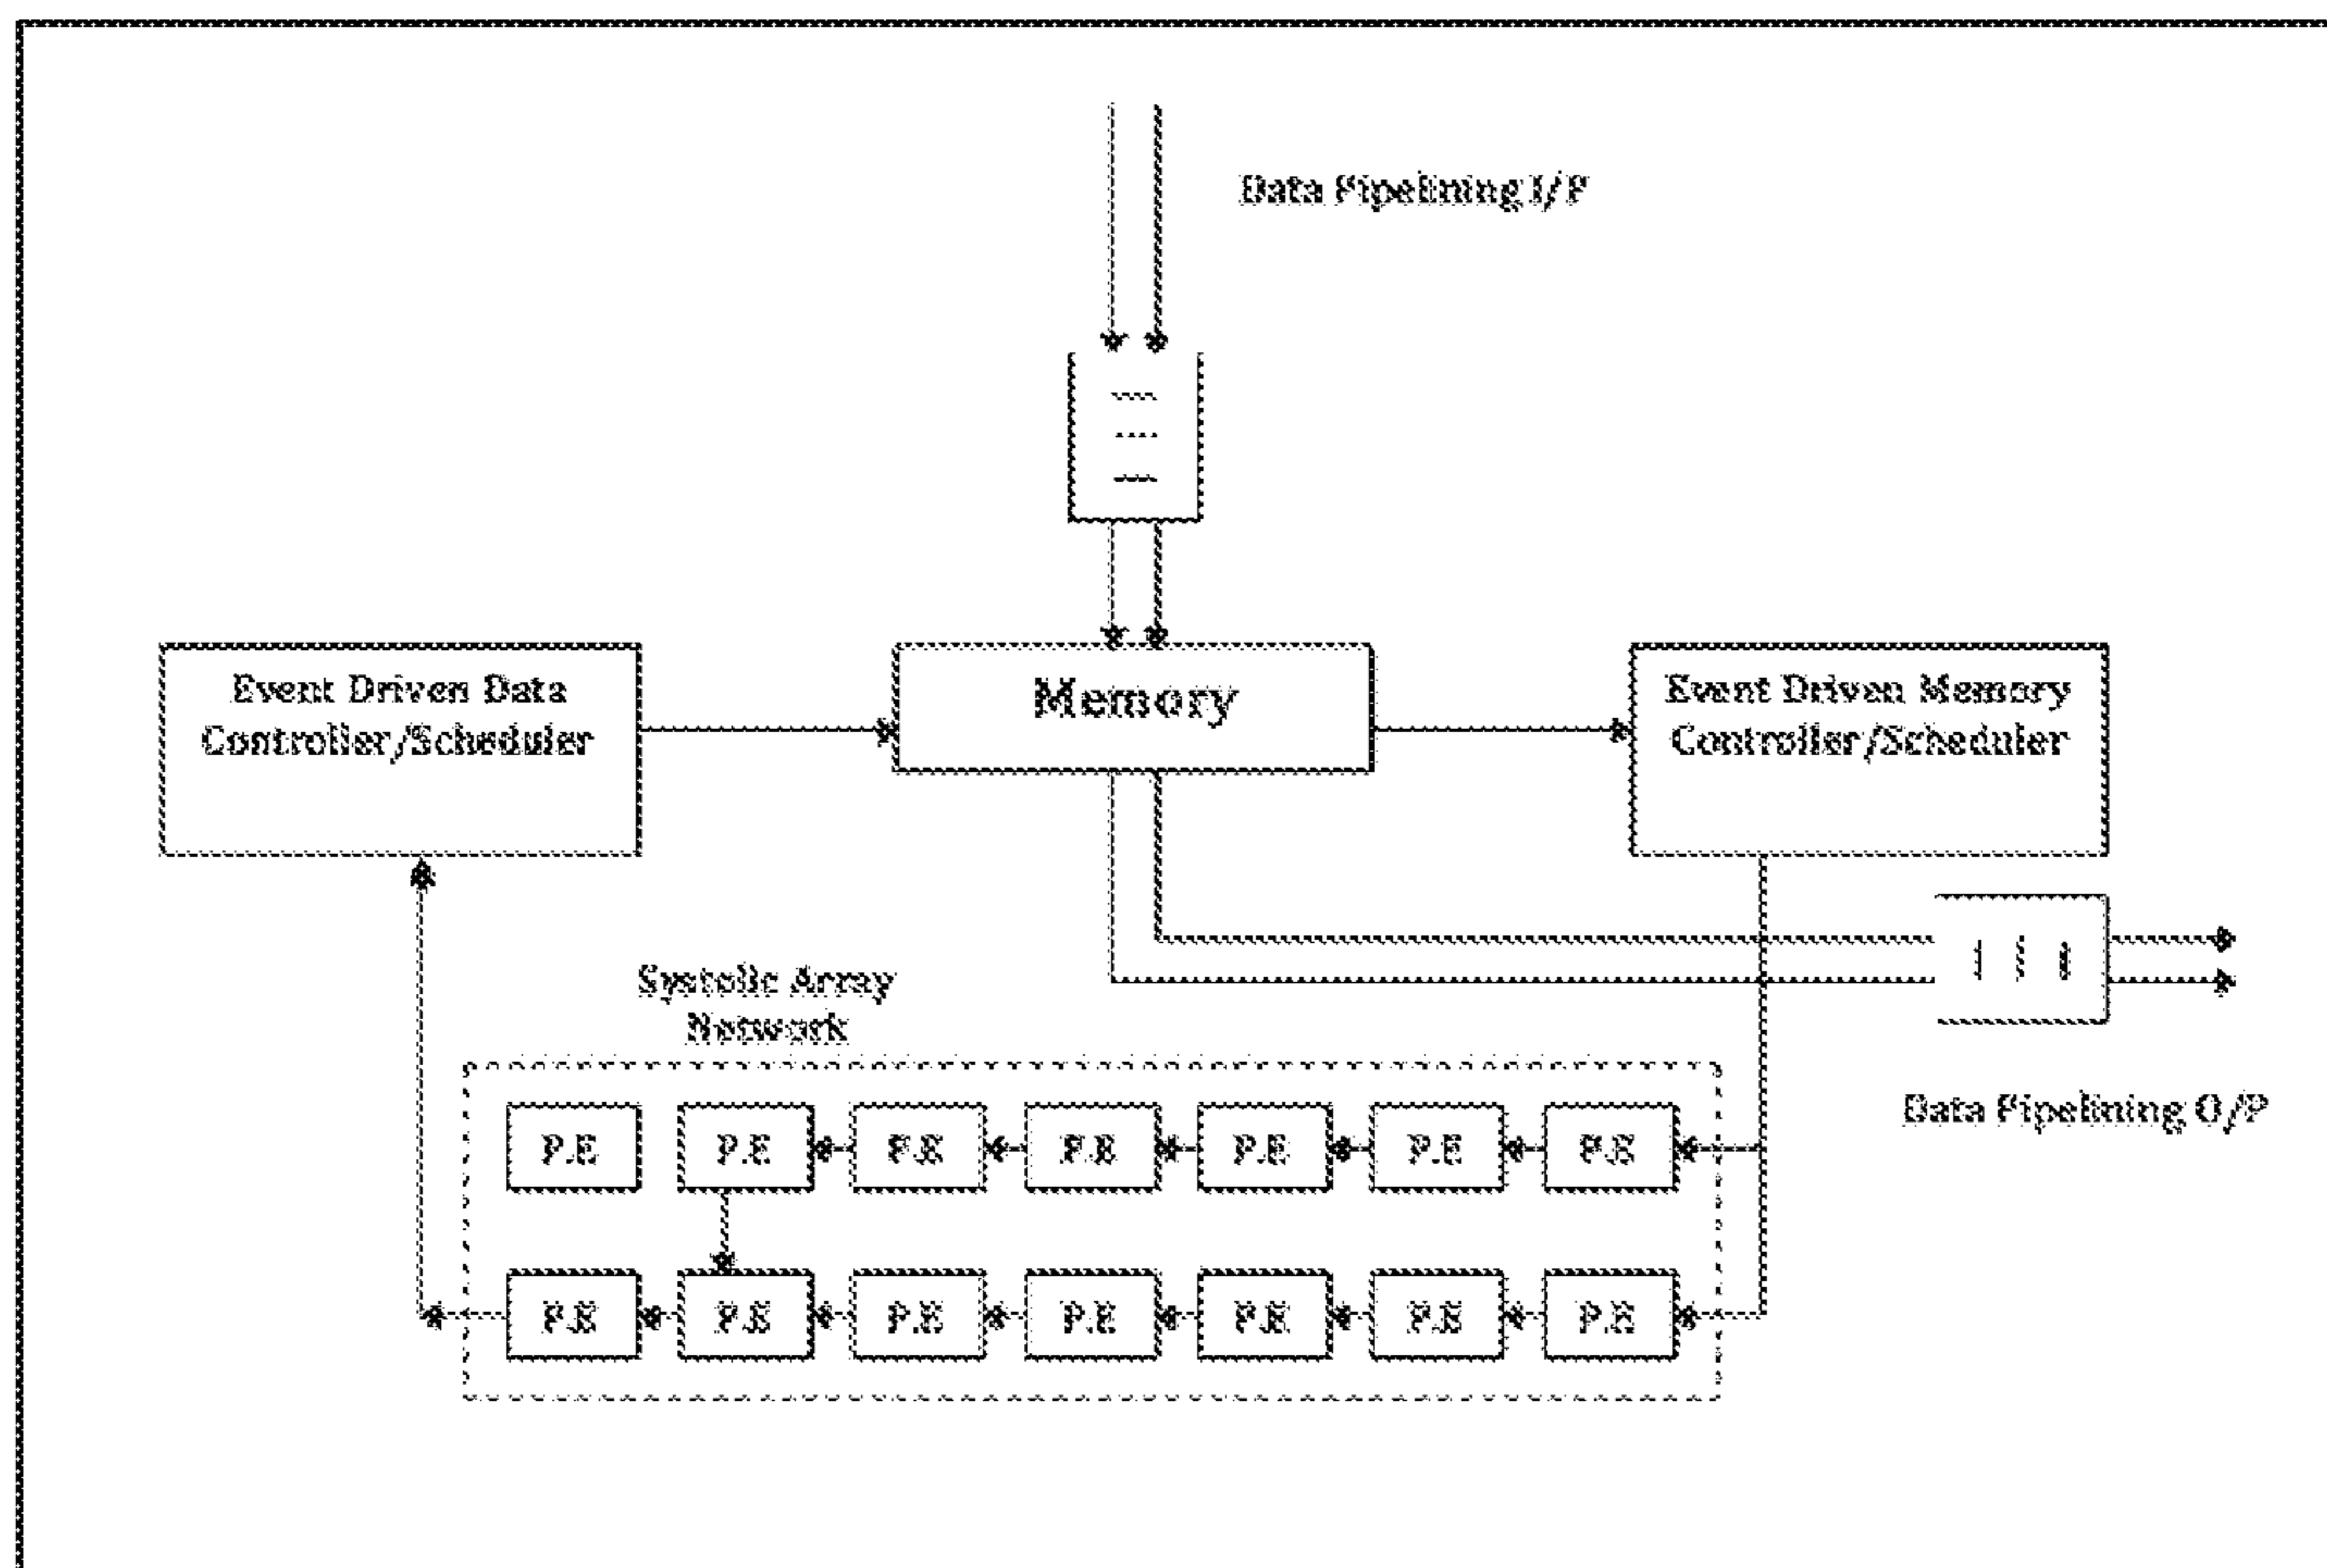 Data Pipelining I/P
Event Driven Data
Controller/Scheduler
Memory
Event Driven Memory
Controller/Scheduler
Systolic Array
Network
Data Pipelining O/P
P.E P.E P.E P.E P.E P.E P.E
P.E P.E P.E P.E P.E P.E P.E